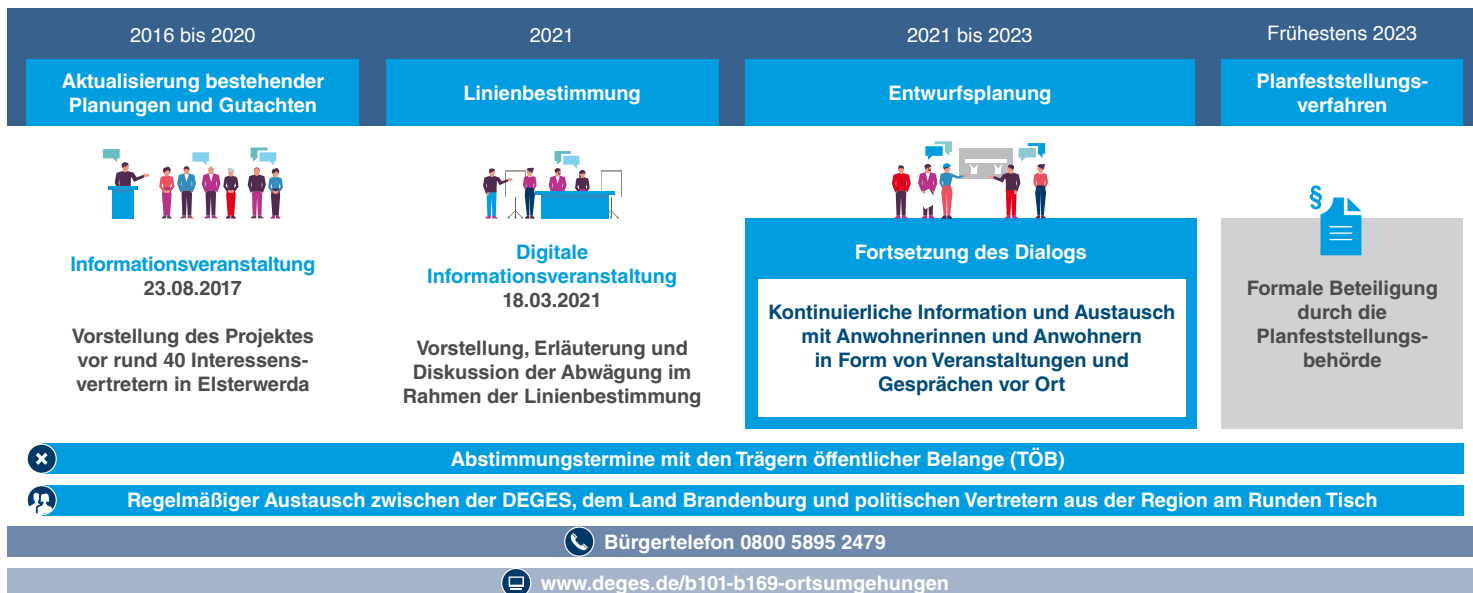 2016 bis 2020
Aktualisierung bestehender
Planungen und Gutachten
Informationsveranstaltung
23.08.2017
Vorstellung des Projektes
vor rund 40 Interessens-
vertretern in Elsterwerda
2021
Linienbestimmung
Digitale
Informationsveranstaltung
18.03.2021
Vorstellung, Erläuterung und
Diskussion der Abwägung im
Rahmen der Linienbestimmung
2021 bis 2023
Entwurfsplanung
Fortsetzung des Dialogs
Kontinuierliche Information und Austausch
mit Anwohnerinnen und Anwohnern
in Form von Veranstaltungen und
Gesprächen vor Ort
Frühestens 2023
Planfeststellungs-
verfahren
§
Formale Beteiligung
durch die
Planfeststellungs-
behörde
Abstimmungstermine mit den Trägern öffentlicher Belange (TÖB)
Regelmäßiger Austausch zwischen der DEGES, dem Land Brandenburg und politischen Vertretern aus der Region am Runden Tisch
Bürgertelefon 0800 5895 2479
www.deges.de/b101-b169-ortsumgehungen